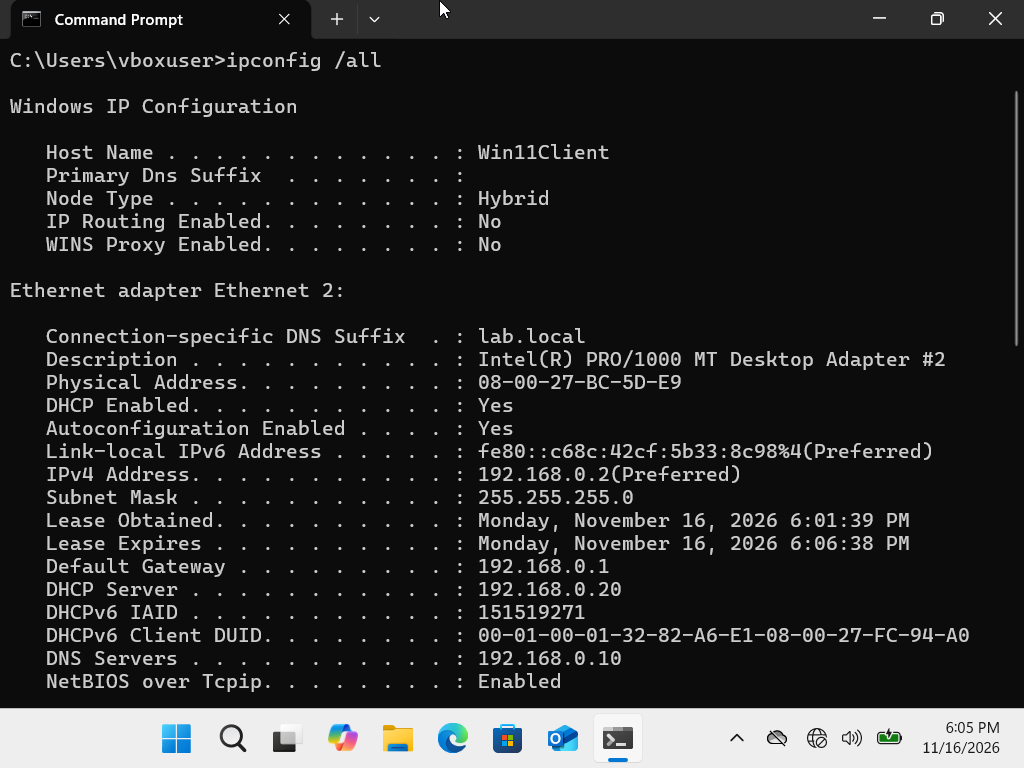 Command Prompt
C:\Users\vboxuser>ipconfig /all
Windows IP Configuration
Host Name . . . . . . . . . . . . : Win11Client
Primary Dns Suffix  . . . . . . . :
Node Type . . . . . . . . . . . . : Hybrid
IP Routing Enabled. . . . . . . . : No
WINS Proxy Enabled. . . . . . . . : No
Ethernet adapter Ethernet 2:
Connection-specific DNS Suffix  . : lab.local
Description . . . . . . . . . . . : Intel(R) PRO/1000 MT Desktop Adapter #2
Physical Address. . . . . . . . . : 08-00-27-BC-5D-E9
DHCP Enabled. . . . . . . . . . . : Yes
Autoconfiguration Enabled . . . . : Yes
Link-local IPv6 Address . . . . . : fe80::c68c:42cf:5b33:8c98%4(Preferred)
IPv4 Address. . . . . . . . . . . : 192.168.0.2(Preferred)
Subnet Mask . . . . . . . . . . . : 255.255.255.0
Lease Obtained. . . . . . . . . . : Monday, November 16, 2026 6:01:39 PM
Lease Expires . . . . . . . . . . : Monday, November 16, 2026 6:06:38 PM
Default Gateway . . . . . . . . . : 192.168.0.1
DHCP Server . . . . . . . . . . . : 192.168.0.20
DHCPv6 IAID . . . . . . . . . . . : 151519271
DHCPv6 Client DUID. . . . . . . . : 00-01-00-01-32-82-A6-E1-08-00-27-FC-94-A0
DNS Servers . . . . . . . . . . . : 192.168.0.10
NetBIOS over Tcpip. . . . . . . . : Enabled
6:05 PM
11/16/2026